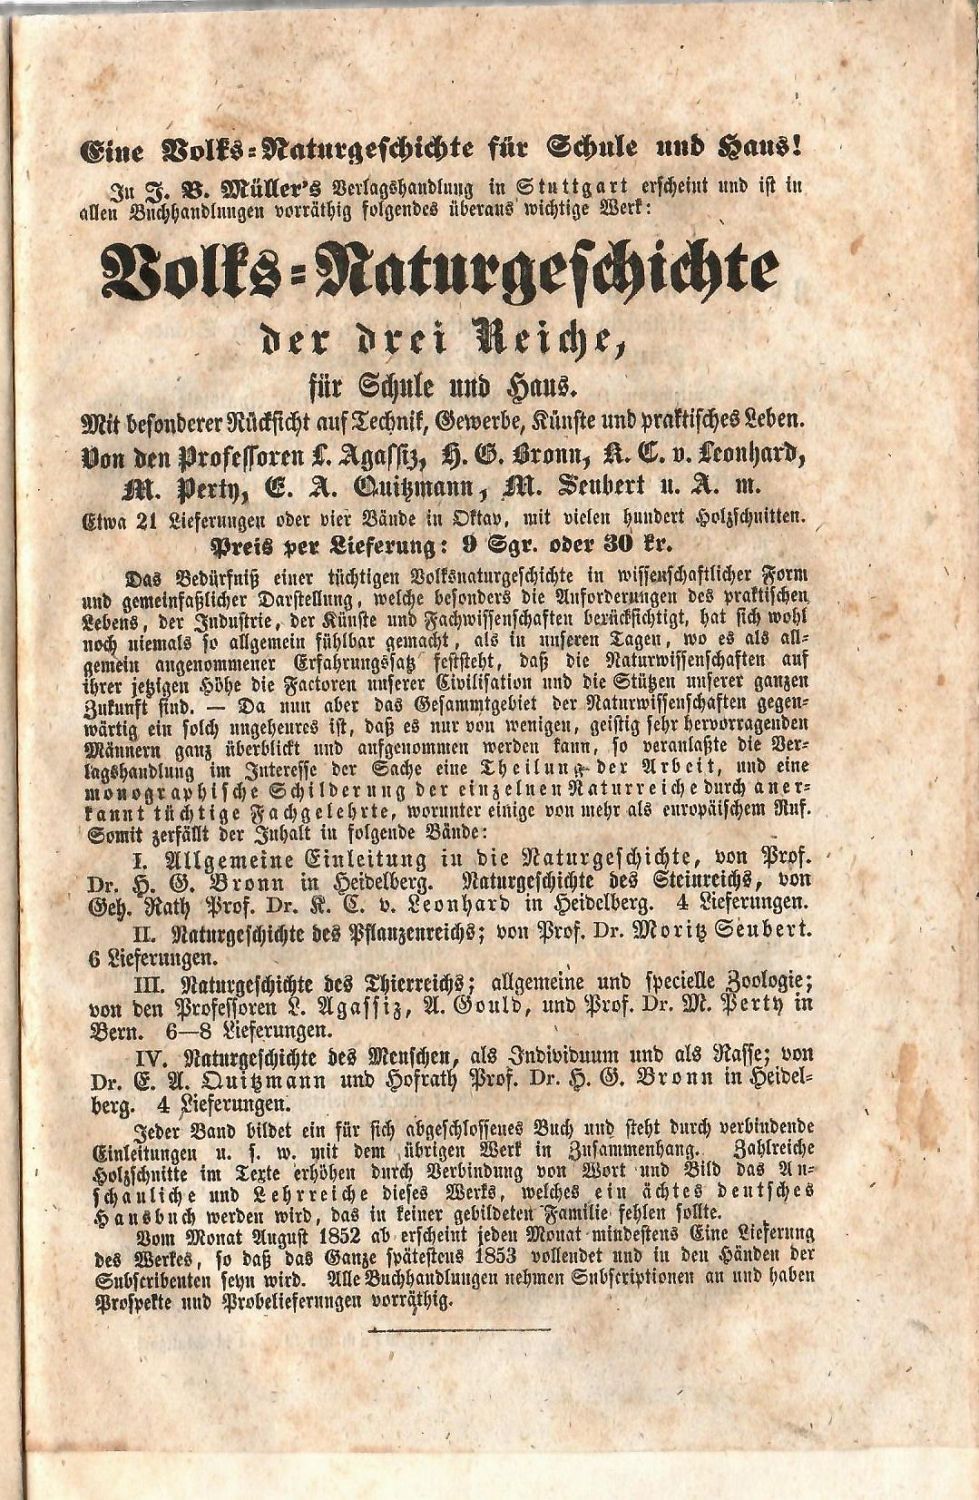 Eine Volks-Naturgeschichte für Schule und Haus!
In J. B. Müller's Verlagshandlung in Stuttgart erscheint und ist in
allen Buchhandlungen vorräthig folgendes überaus wichtige Werk:
Volks-Naturgeschichte
der drei Reiche,
für Schule und Haus.
Mit besonderer Rücksicht auf Technik, Gewerbe, Künste und praktisches Leben.
Von den Professoren L. Agassiz, H. G. Bronn, K. C. v. Leonhard,
M. Perty, E. A. Quitzmann, M. Seubert u. A. m.
Etwa 21 Lieferungen oder vier Bände in Oktav, mit vielen hundert Holzschnitten.
Preis per Lieferung: 9 Sgr. oder 30 kr.
Das Bedürfniß einer tüchtigen Volksnaturgeschichte in wissenschaftlicher Form
und gemeinfaßlicher Darstellung, welche besonders die Anforderungen des praktischen
Lebens, der Industrie, der Künste und Fachwissenschaften berücksichtigt, hat sich wohl
noch niemals so allgemein fühlbar gemacht, als in unseren Tagen, wo es als all-
gemein angenommener Erfahrungssatz feststeht, daß die Naturwissenschaften auf
ihrer jetzigen Höhe die Factoren unserer Civilisation und die Stützen unserer ganzen
Zukunft sind. — Da nun aber das Gesammtgebiet der Naturwissenschaften gegen-
wärtig ein solch ungeheures ist, daß es nur von wenigen, geistig sehr hervorragenden
Männern ganz überblickt und aufgenommen werden kann, so veranlaßte die Ver-
lagshandlung im Interesse der Sache eine Theilung der Arbeit, und eine
monographische Schilderung der einzelnen Naturreiche durch aner-
kannt tüchtige Fachgelehrte, worunter einige von mehr als europäischem Ruf.
Somit zerfällt der Inhalt in folgende Bände:
I. Allgemeine Einleitung in die Naturgeschichte, von Prof.
Dr. H. G. Bronn in Heidelberg. Naturgeschichte des Steinreichs, von
Geh. Rath Prof. Dr. K. C. v. Leonhard in Heidelberg. 4 Lieferungen.
II. Naturgeschichte des Pflanzenreichs; von Prof. Dr. Moritz Seubert.
6 Lieferungen.
III. Naturgeschichte des Thierreichs; allgemeine und specielle Zoologie;
von den Professoren L. Agassiz, A. Gould, und Prof. Dr. M. Perty in
Bern. 6—8 Lieferungen.
IV. Naturgeschichte des Menschen, als Individuum und als Rasse; von
Dr. E. A. Quitzmann und Hofrath Prof. Dr. H. G. Bronn in Heidel-
berg. 4 Lieferungen.
Jeder Band bildet ein für sich abgeschlossenes Buch und steht durch verbindende
Einleitungen u. s. w. mit dem übrigen Werk in Zusammenhang. Zahlreiche
Holzschnitte im Texte erhöhen durch Verbindung von Wort und Bild das An-
schauliche und Lehrreiche dieses Werks, welches ein ächtes deutsches
Hausbuch werden wird, das in keiner gebildeten Familie fehlen sollte.
Vom Monat August 1852 ab erscheint jeden Monat mindestens Eine Lieferung
des Werkes, so daß das Ganze spätestens 1853 vollendet und in den Händen der
Subscribenten seyn wird. Alle Buchhandlungen nehmen Subscriptionen an und haben
Prospekte und Probelieferungen vorräthig.